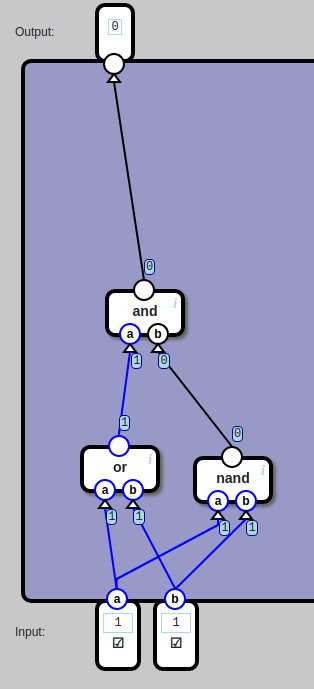 Output:
0
0
i
and
a b
1 0
1
0
i
or
a b
i
nand
a b
1 1
1 1
a b
Input:
1 1
☑ ☑